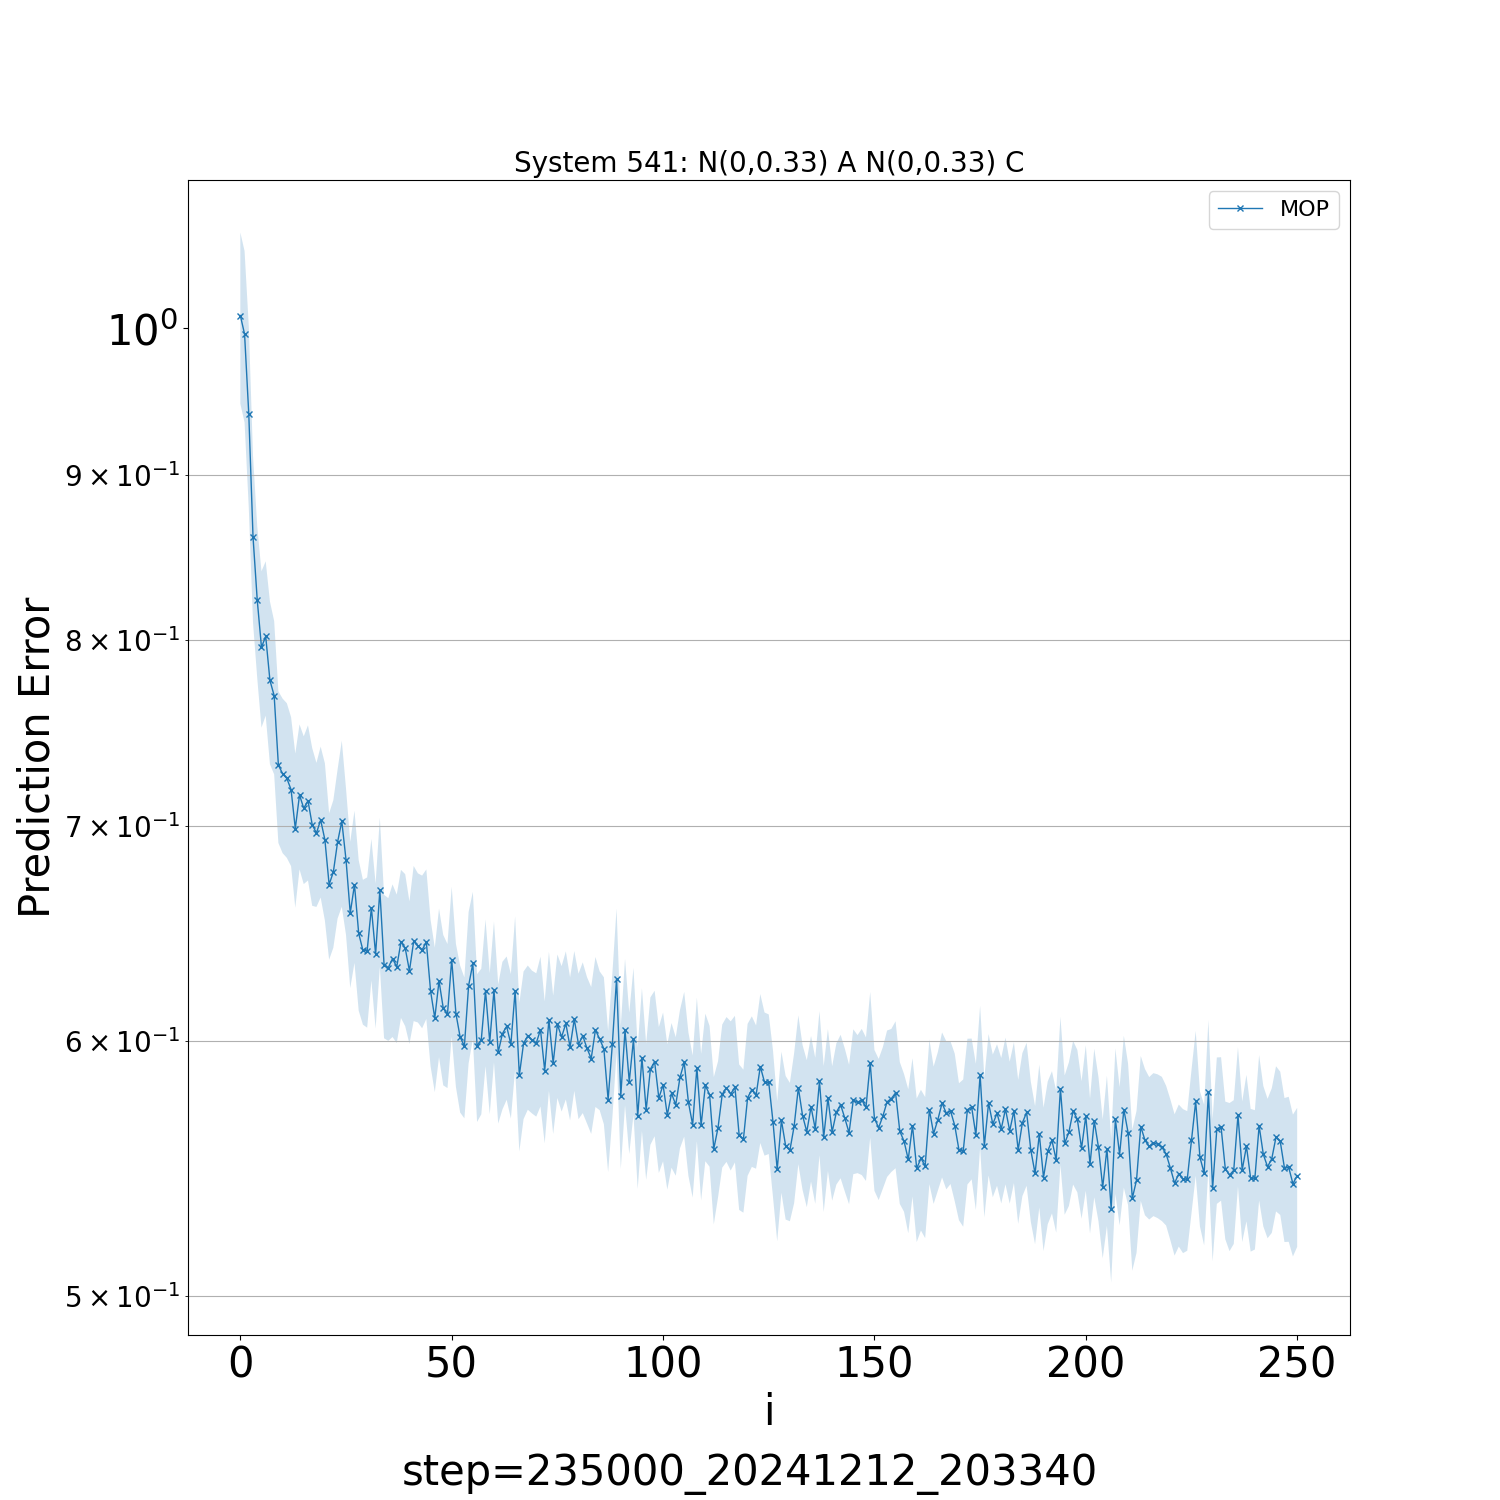 System 541: N(0,0.33) A N(0,0.33) C
MOP
10⁰
9 × 10⁻¹
8 × 10⁻¹
7 × 10⁻¹
6 × 10⁻¹
5 × 10⁻¹
Prediction Error
0 50 100 150 200 250
i
step=235000_20241212_203340